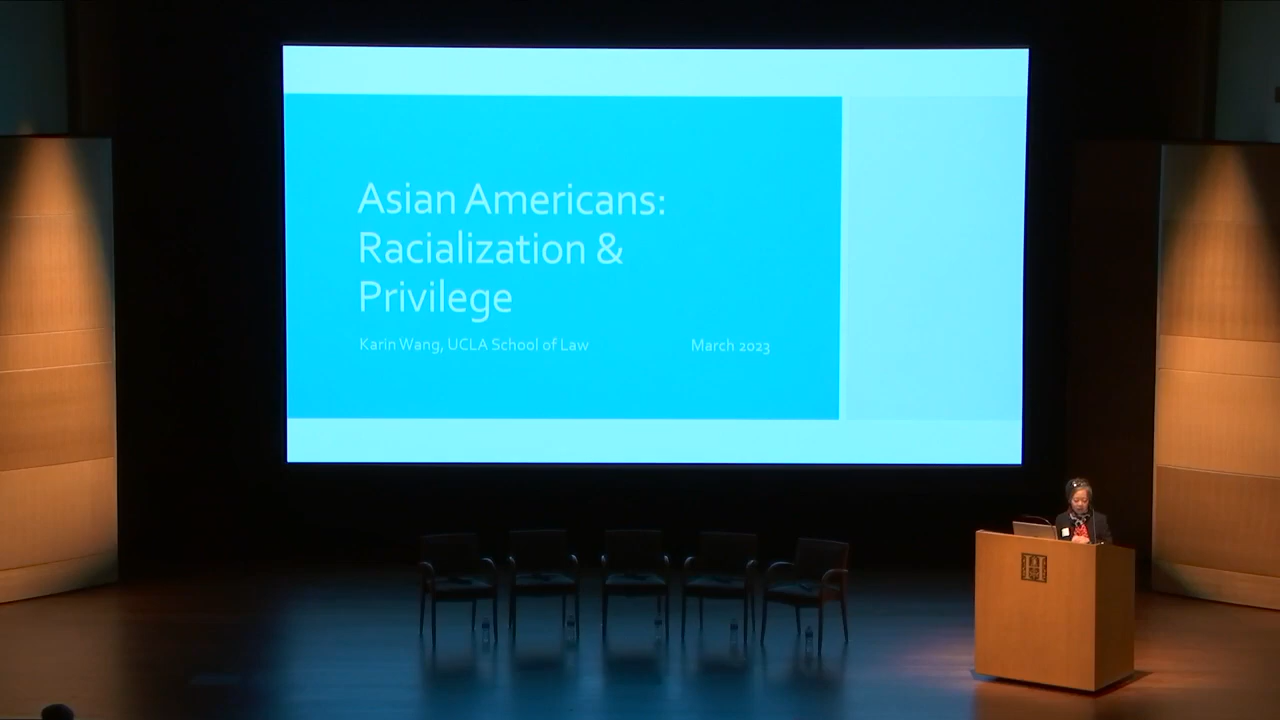 Asian Americans:
Racialization &
Privilege
Karin Wang, UCLA School of Law
March 2023